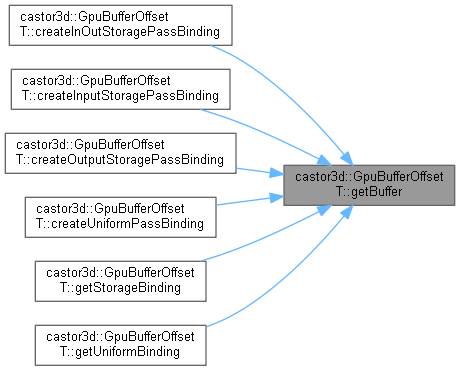 castor3d::GpuBufferOffset
T::createInOutStoragePassBinding
castor3d::GpuBufferOffset
T::createInputStoragePassBinding
castor3d::GpuBufferOffset
T::createOutputStoragePassBinding
castor3d::GpuBufferOffset
T::getBuffer
castor3d::GpuBufferOffset
T::createUniformPassBinding
castor3d::GpuBufferOffset
T::getStorageBinding
castor3d::GpuBufferOffset
T::getUniformBinding